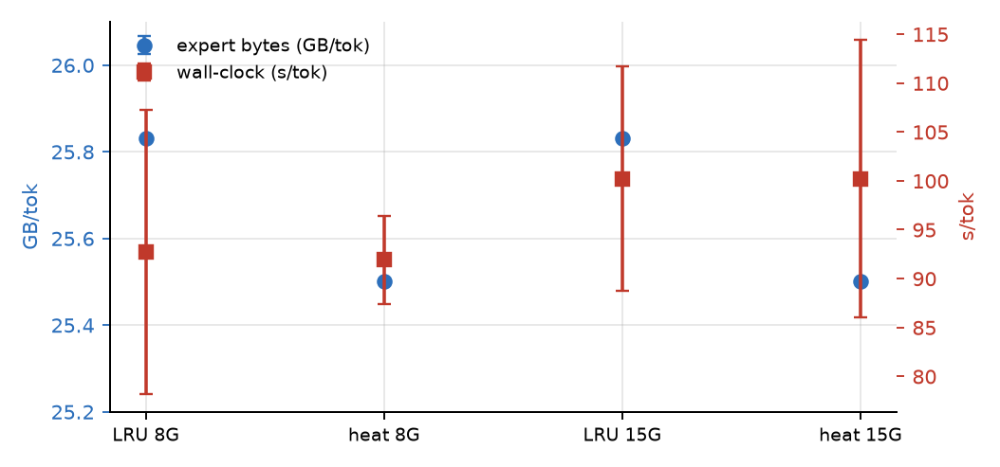 expert bytes (GB/tok)
wall-clock (s/tok)
GB/tok
26.0
25.8
25.6
25.4
25.2
115
110
105
100
95
90
85
80
s/tok
LRU 8G
heat 8G
LRU 15G
heat 15G